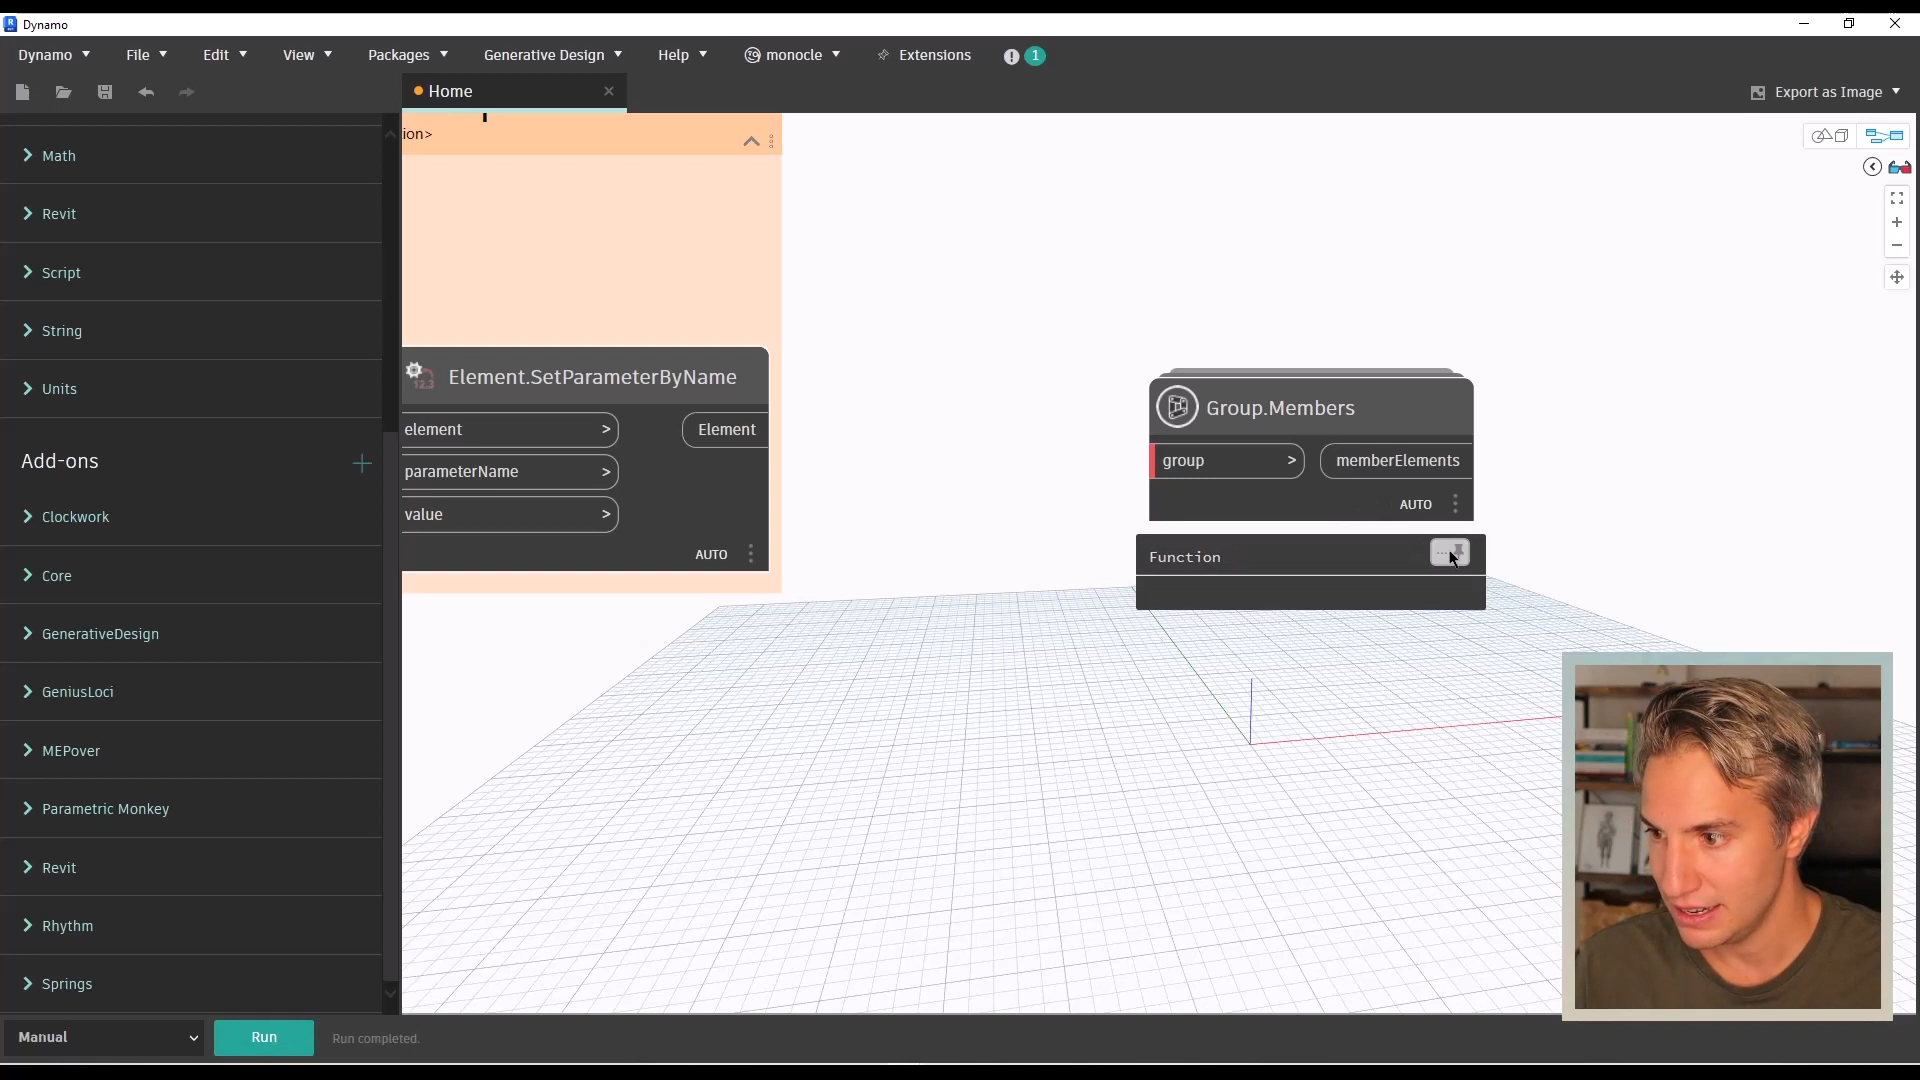 Dynamo
Dynamo File Edit View Packages Generative Design Help monocle Extensions 1
Home Export as Image
ion>
Math
Revit
Script
String
Units
Add-ons
Clockwork
Core
GenerativeDesign
GeniusLoci
MEPover
Parametric Monkey
Revit
Rhythm
Springs
Element.SetParameterByName
element > Element
parameterName >
value >
AUTO
Group.Members
group > memberElements
AUTO
Function
Manual Run Run completed.